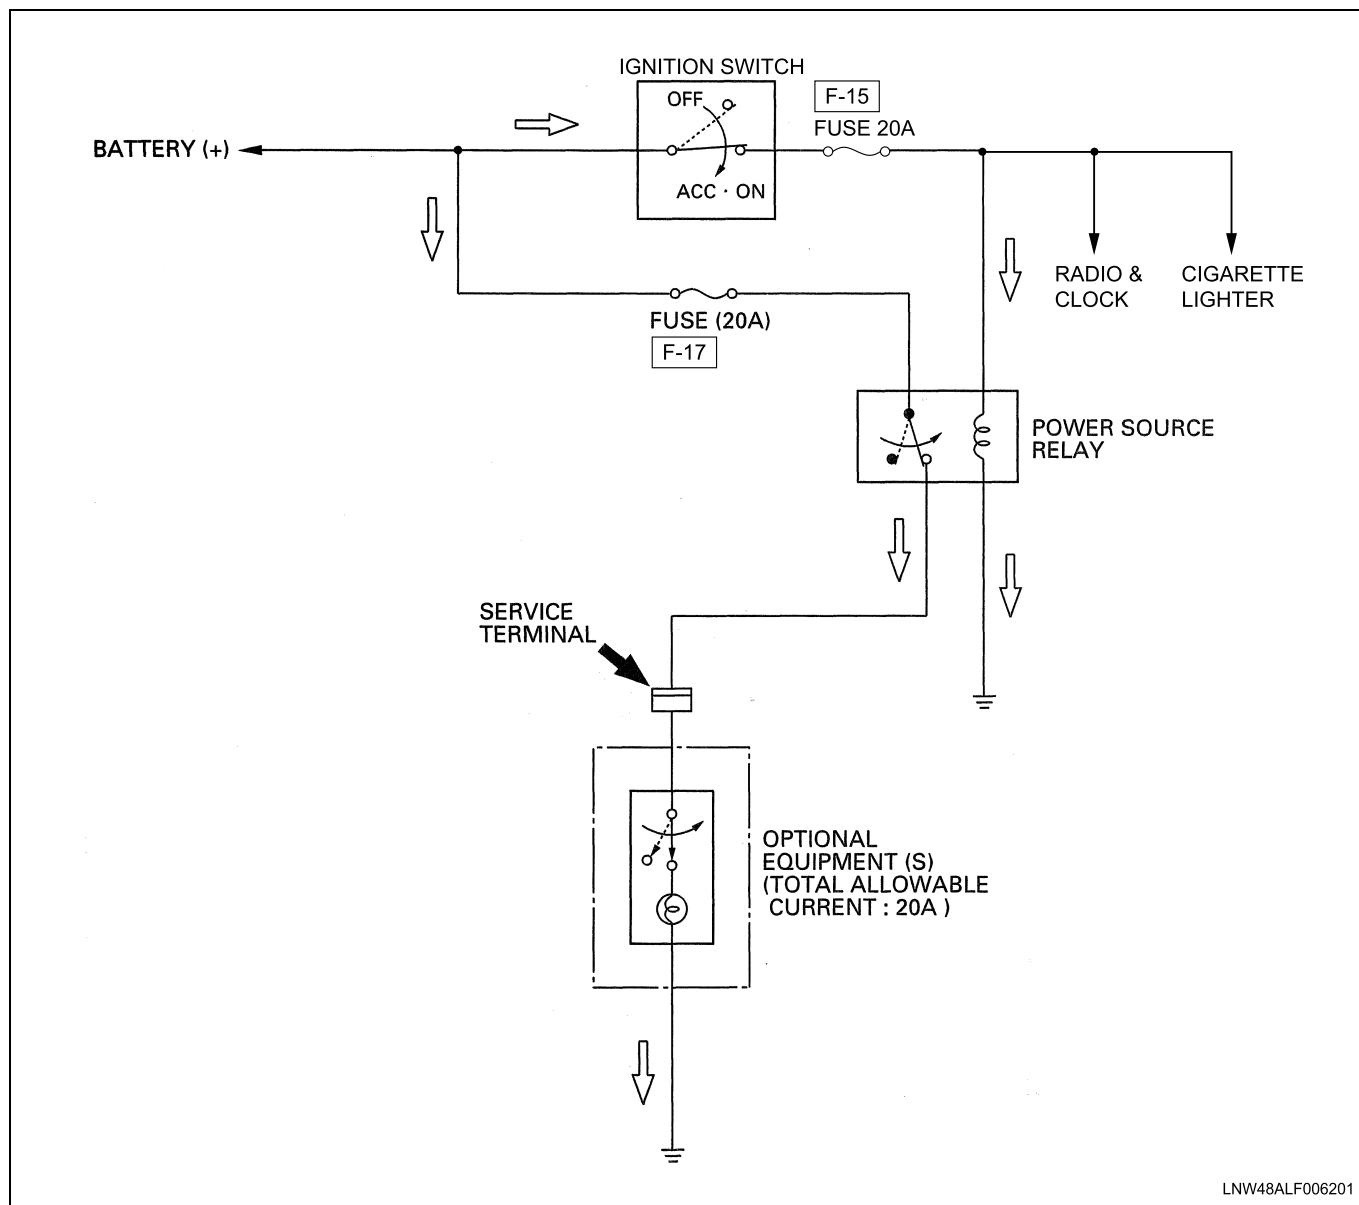 IGNITION SWITCH
OFF
F-15
FUSE 20A
BATTERY (+)
ACC · ON
RADIO &
CLOCK
CIGARETTE
LIGHTER
FUSE (20A)
F-17
POWER SOURCE
RELAY
SERVICE
TERMINAL
OPTIONAL
EQUIPMENT (S)
(TOTAL ALLOWABLE
CURRENT : 20A )
LNW48ALF006201